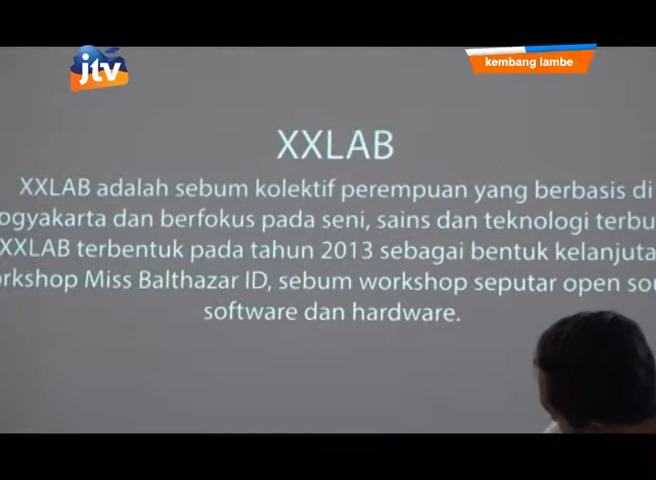 jtv
kembang lambe
XXLAB
XXLAB adalah sebum kolektif perempuan yang berbasis di
ogyakarta dan berfokus pada seni, sains dan teknologi terbu
XXLAB terbentuk pada tahun 2013 sebagai bentuk kelanjuta
rkshop Miss Balthazar ID, sebum workshop seputar open sou
software dan hardware.